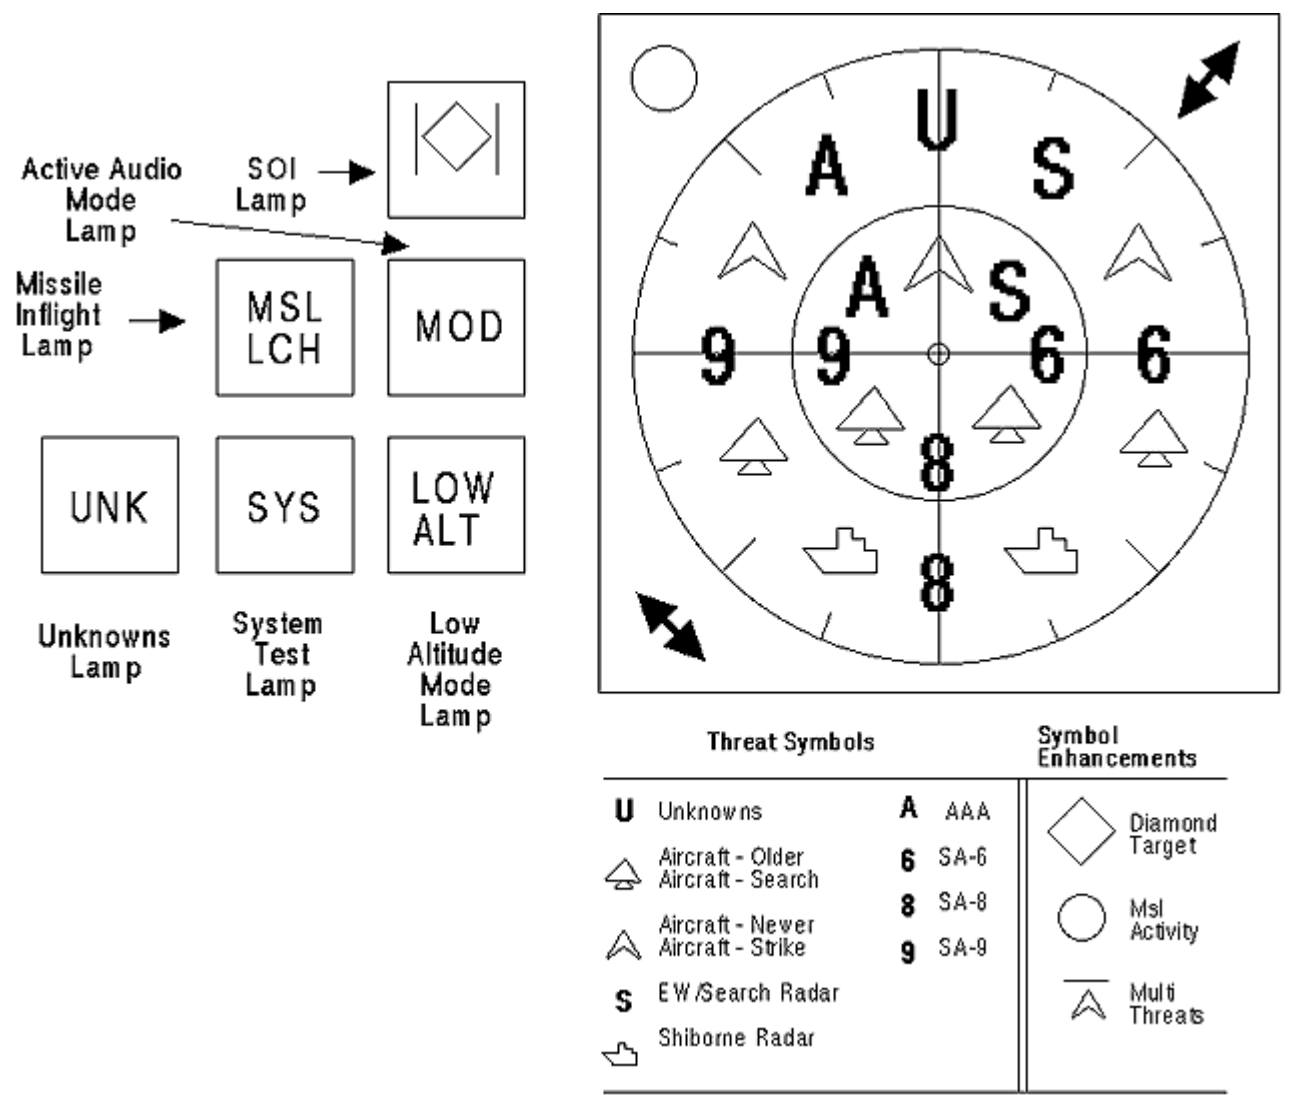 Active Audio
Mode
Lamp
SOI
Lamp
Missile
Inflight
Lamp
MSL
LCH
MOD
UNK
SYS
LOW
ALT
Unknowns
Lamp
System
Test
Lamp
Low
Altitude
Mode
Lamp
U
A
S
A
S
9
9
6
6
8
8
Threat Symbols
U Unknowns
Aircraft - Older
Aircraft - Search
Aircraft - Newer
Aircraft - Strike
S EW/Search Radar
Shiborne Radar
A AAA
6 SA-6
8 SA-8
9 SA-9
Symbol
Enhancements
Diamond
Target
Msl
Activity
Multi
Threats